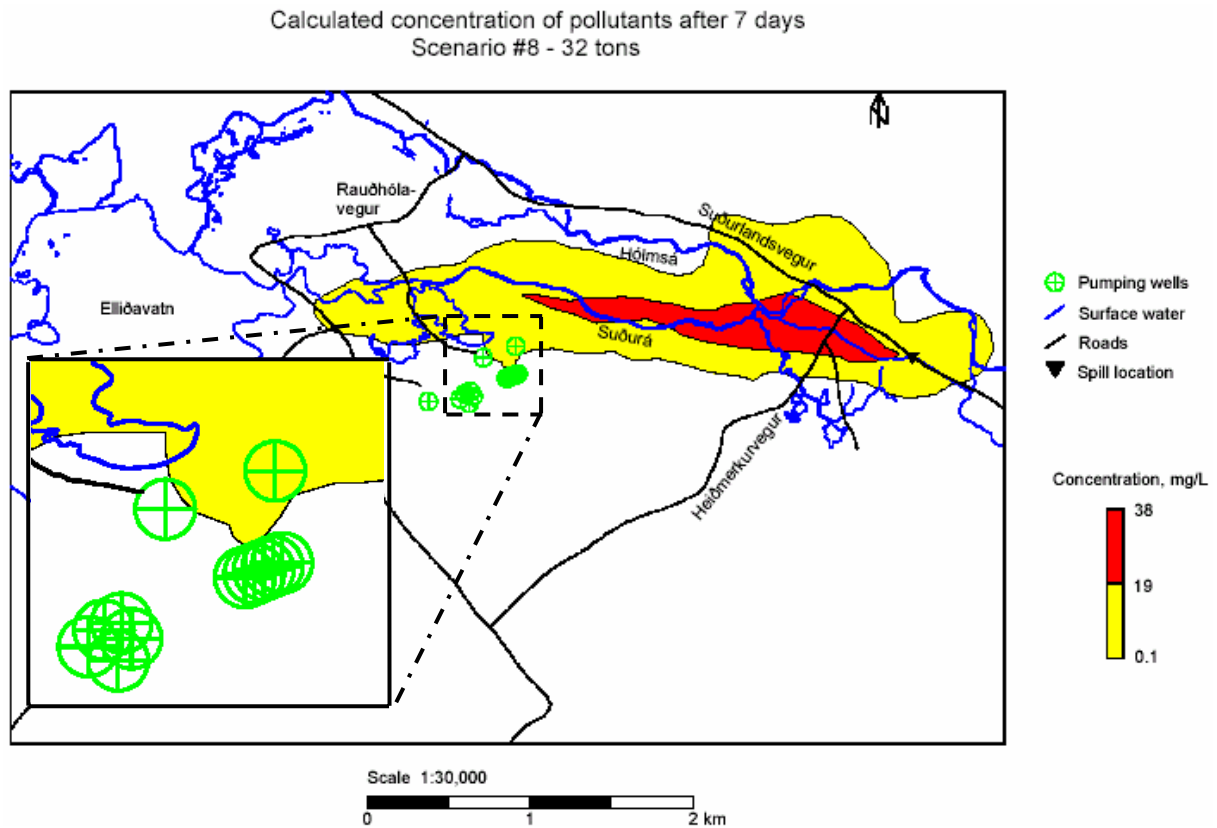 Calculated concentration of pollutants after 7 days
Scenario #8 - 32 tons
N
Rauðhóla-
vegur
Suðurlandsvegur
Hólmsá
Elliðavatn
Suðurá
Heiðmerkurvegur
Pumping wells
Surface water
Roads
Spill location
Concentration, mg/L
38
19
0.1
Scale 1:30,000
0 1 2 km